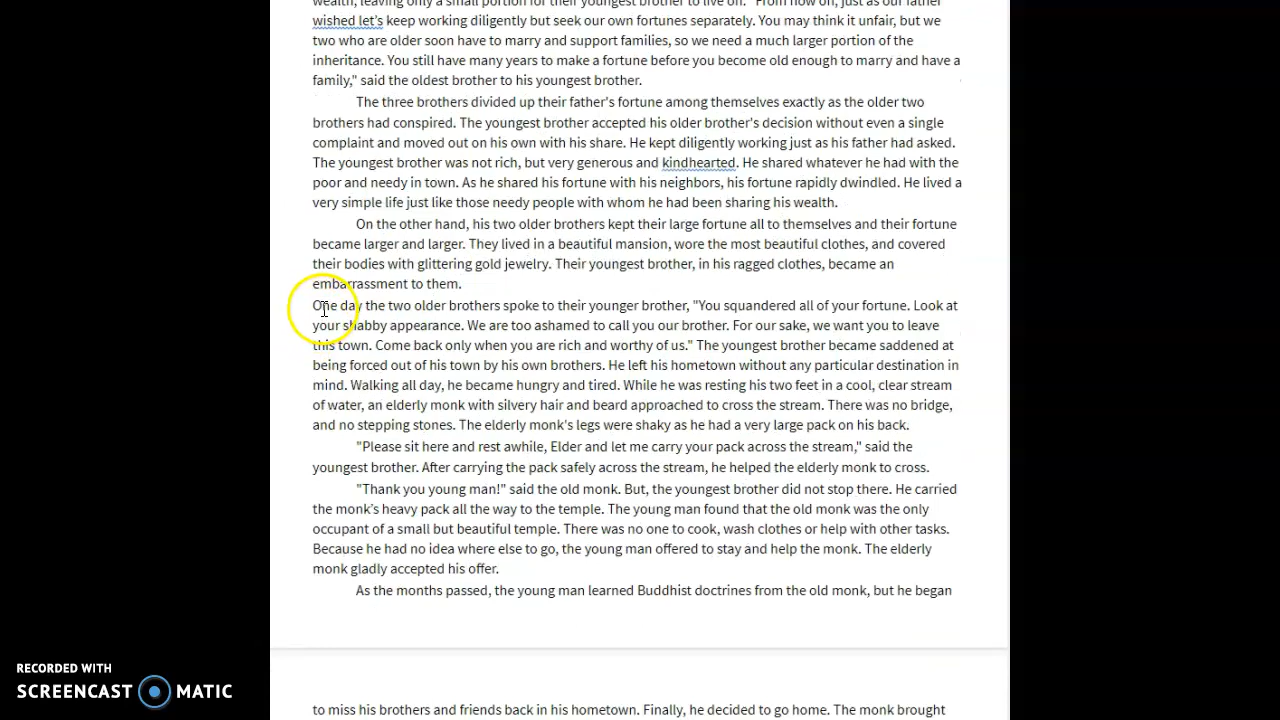 wealth, leaving only a small portion for their youngest brother to live on. "From now on, just as our father
wished let's keep working diligently but seek our own fortunes separately. You may think it unfair, but we
two who are older soon have to marry and support families, so we need a much larger portion of the
inheritance. You still have many years to make a fortune before you become old enough to marry and have a
family," said the oldest brother to his youngest brother.
The three brothers divided up their father's fortune among themselves exactly as the older two
brothers had conspired. The youngest brother accepted his older brother's decision without even a single
complaint and moved out on his own with his share. He kept diligently working just as his father had asked.
The youngest brother was not rich, but very generous and kindhearted. He shared whatever he had with the
poor and needy in town. As he shared his fortune with his neighbors, his fortune rapidly dwindled. He lived a
very simple life just like those needy people with whom he had been sharing his wealth.
On the other hand, his two older brothers kept their large fortune all to themselves and their fortune
became larger and larger. They lived in a beautiful mansion, wore the most beautiful clothes, and covered
their bodies with glittering gold jewelry. Their youngest brother, in his ragged clothes, became an
embarrassment to them.
One day the two older brothers spoke to their younger brother, "You squandered all of your fortune. Look at
your shabby appearance. We are too ashamed to call you our brother. For our sake, we want you to leave
this town. Come back only when you are rich and worthy of us." The youngest brother became saddened at
being forced out of his town by his own brothers. He left his hometown without any particular destination in
mind. Walking all day, he became hungry and tired. While he was resting his two feet in a cool, clear stream
of water, an elderly monk with silvery hair and beard approached to cross the stream. There was no bridge,
and no stepping stones. The elderly monk's legs were shaky as he had a very large pack on his back.
"Please sit here and rest awhile, Elder and let me carry your pack across the stream," said the
youngest brother. After carrying the pack safely across the stream, he helped the elderly monk to cross.
"Thank you young man!" said the old monk. But, the youngest brother did not stop there. He carried
the monk's heavy pack all the way to the temple. The young man found that the old monk was the only
occupant of a small but beautiful temple. There was no one to cook, wash clothes or help with other tasks.
Because he had no idea where else to go, the young man offered to stay and help the monk. The elderly
monk gladly accepted his offer.
As the months passed, the young man learned Buddhist doctrines from the old monk, but he began
to miss his brothers and friends back in his hometown. Finally, he decided to go home. The monk brought
RECORDED WITH
SCREENCAST MATIC